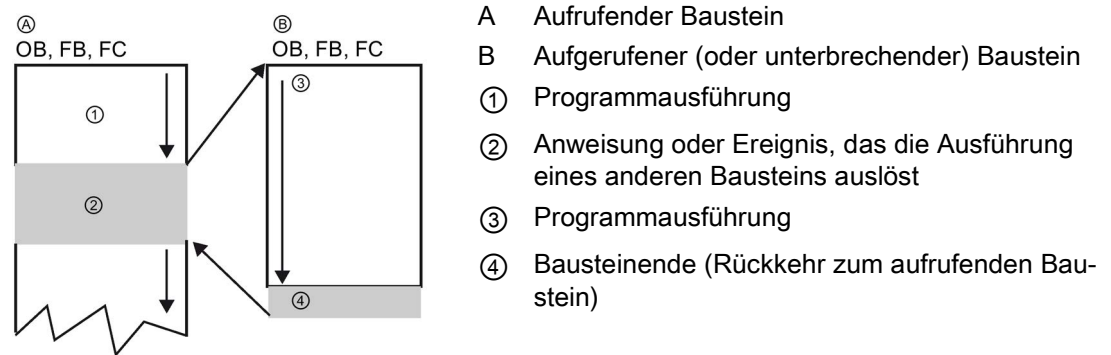 Ⓐ
OB, FB, FC
①
②
Ⓑ
OB, FB, FC
③
④
A Aufrufender Baustein
B Aufgerufener (oder unterbrechender) Baustein
① Programmausführung
② Anweisung oder Ereignis, das die Ausführung
eines anderen Bausteins auslöst
③ Programmausführung
④ Bausteinende (Rückkehr zum aufrufenden Bau-
stein)